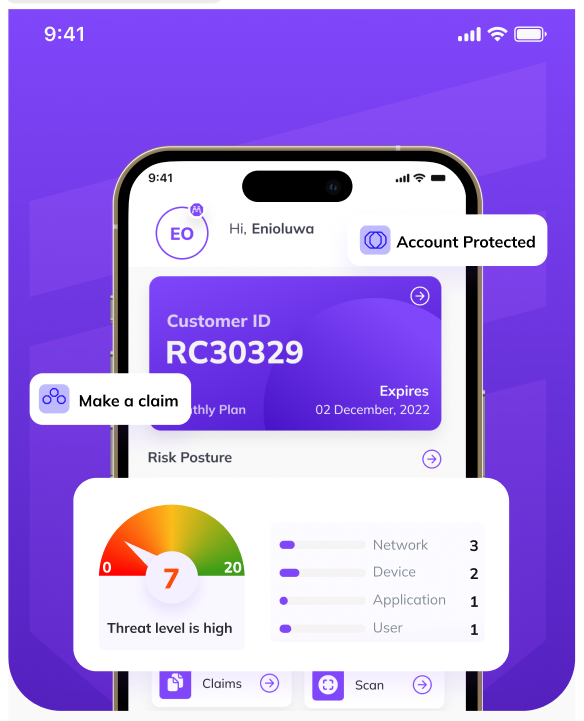 9:41
9:41
EO
Hi, Enioluwa
Account Protected
Customer ID
RC30329
Make a claim
Expires
thly Plan
02 December, 2022
Risk Posture
0
7
20
Threat level is high
Network 3
Device 2
Application 1
User 1
Claims
Scan